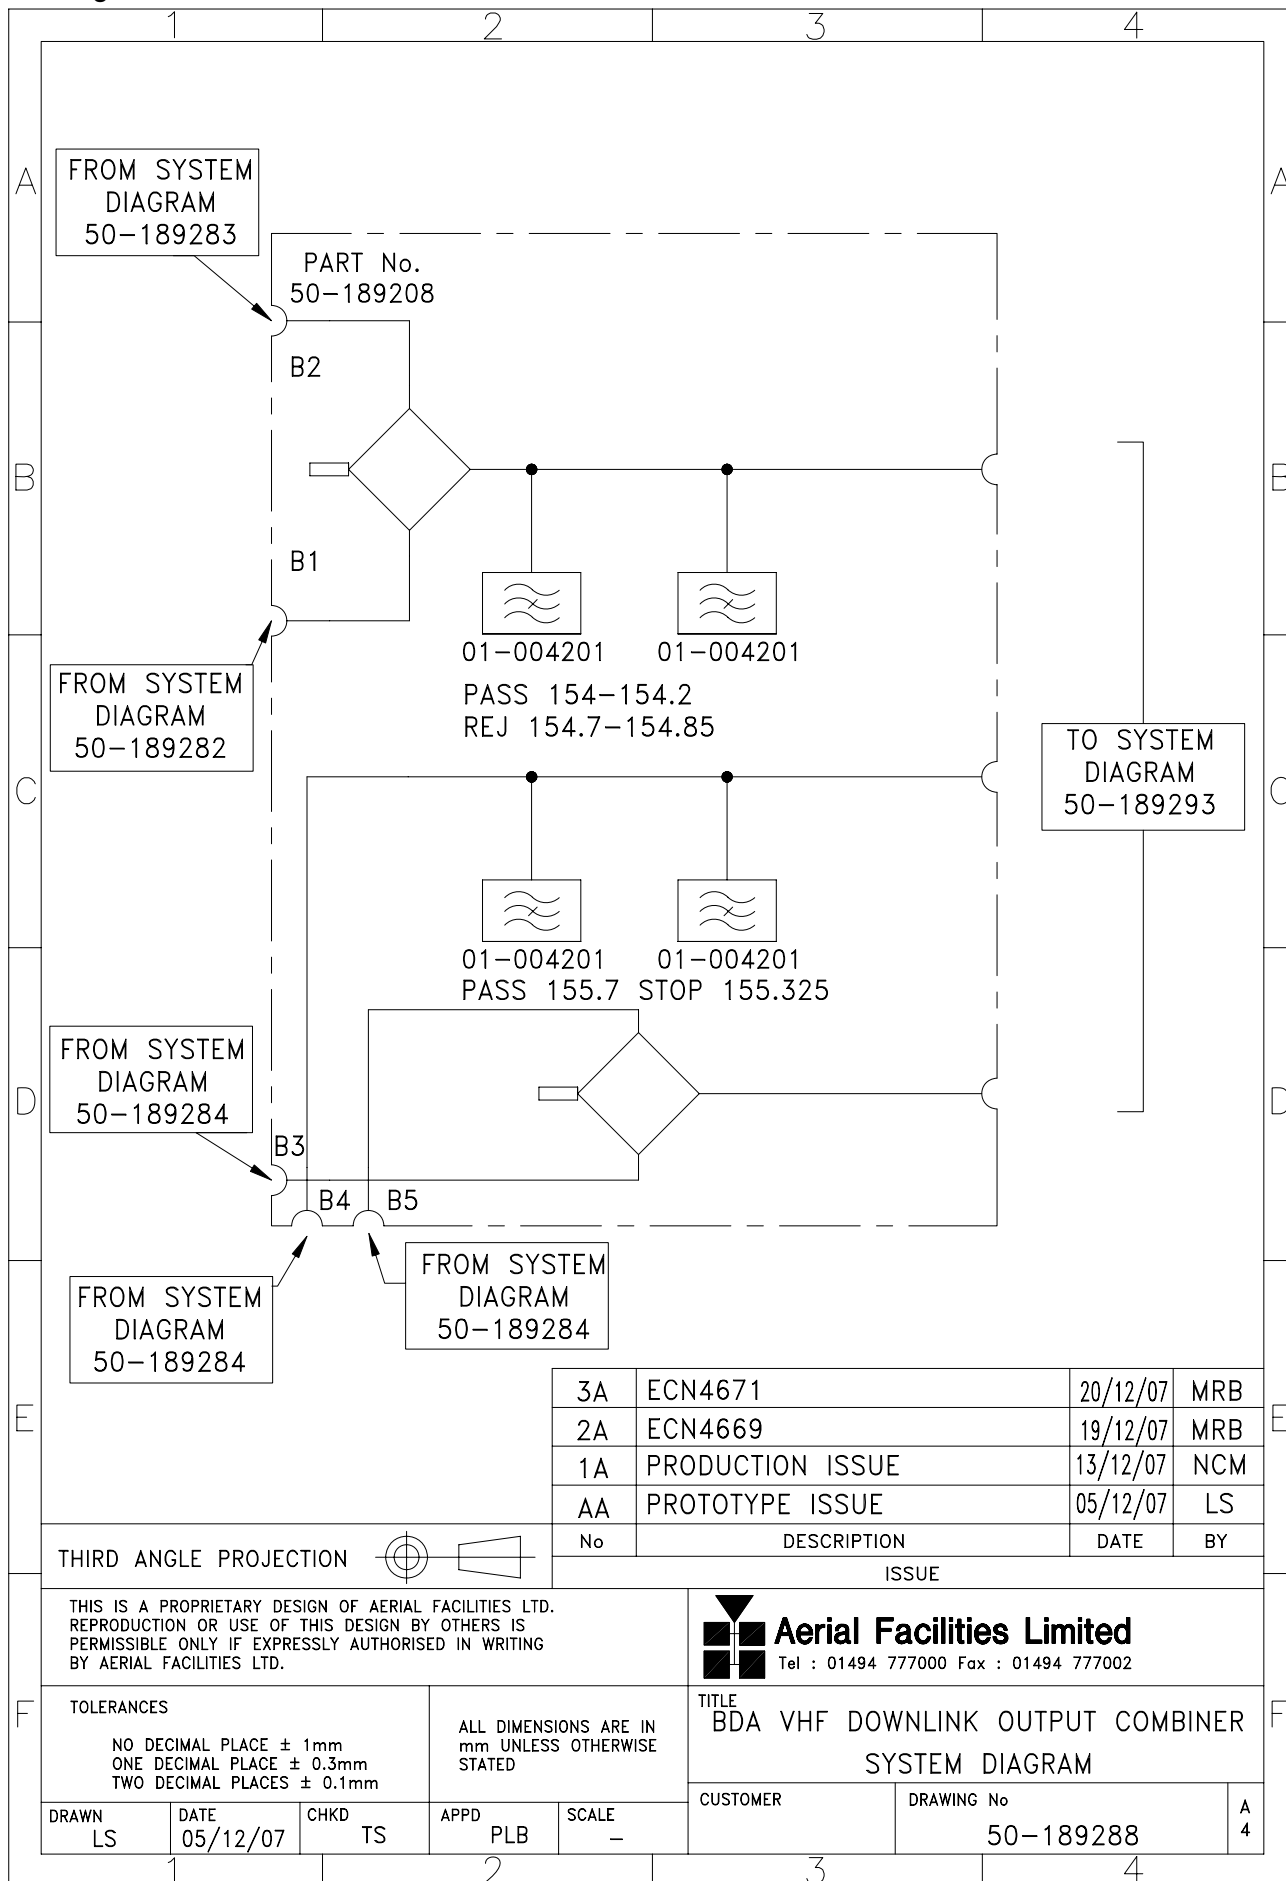 1 2 3 4
A A
FROM SYSTEM
DIAGRAM
50-189283
PART No.
50-189208
B2
B B
B1
01-004201 01-004201
PASS 154-154.2
REJ 154.7-154.85
FROM SYSTEM
DIAGRAM
50-189282
TO SYSTEM
DIAGRAM
50-189293
C C
01-004201 01-004201
PASS 155.7 STOP 155.325
FROM SYSTEM
DIAGRAM
50-189284
D D
B3
B4 B5
FROM SYSTEM
DIAGRAM
50-189284
FROM SYSTEM
DIAGRAM
50-189284
3A ECN4671 20/12/07 MRB
E E
2A ECN4669 19/12/07 MRB
1A PRODUCTION ISSUE 13/12/07 NCM
AA PROTOTYPE ISSUE 05/12/07 LS
No DESCRIPTION DATE BY
ISSUE
THIRD ANGLE PROJECTION
THIS IS A PROPRIETARY DESIGN OF AERIAL FACILITIES LTD.
REPRODUCTION OR USE OF THIS DESIGN BY OTHERS IS
PERMISSIBLE ONLY IF EXPRESSLY AUTHORISED IN WRITING
BY AERIAL FACILITIES LTD.
Aerial Facilities Limited
Tel : 01494 777000 Fax : 01494 777002
F F
TOLERANCES
NO DECIMAL PLACE ± 1mm
ONE DECIMAL PLACE ± 0.3mm
TWO DECIMAL PLACES ± 0.1mm
ALL DIMENSIONS ARE IN
mm UNLESS OTHERWISE
STATED
TITLE
BDA VHF DOWNLINK OUTPUT COMBINER
SYSTEM DIAGRAM
CUSTOMER
DRAWING No
50-189288
A
4
DRAWN
LS
DATE
05/12/07
CHKD
TS
APPD
PLB
SCALE
-
1 2 3 4